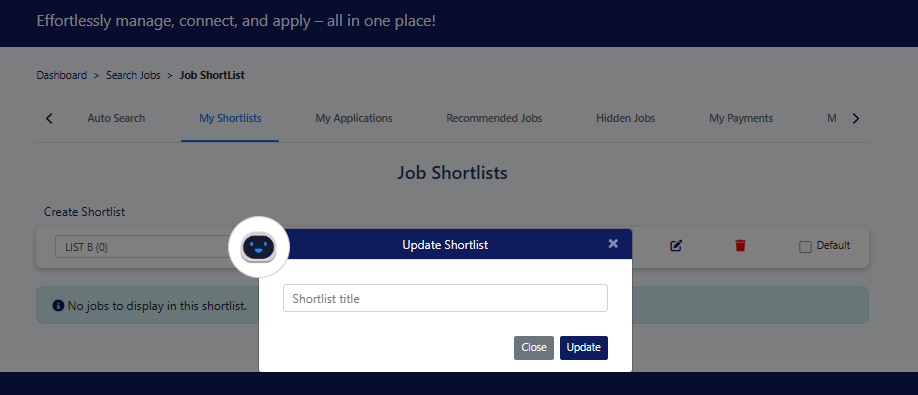 Effortlessly manage, connect, and apply – all in one place!
Dashboard > Search Jobs > Job ShortList
Auto Search My Shortlists My Applications Recommended Jobs Hidden Jobs My Payments M
Job Shortlists
Create Shortlist
LIST B (0)
Default
Update Shortlist ×
Shortlist title
No jobs to display in this shortlist.
Close Update